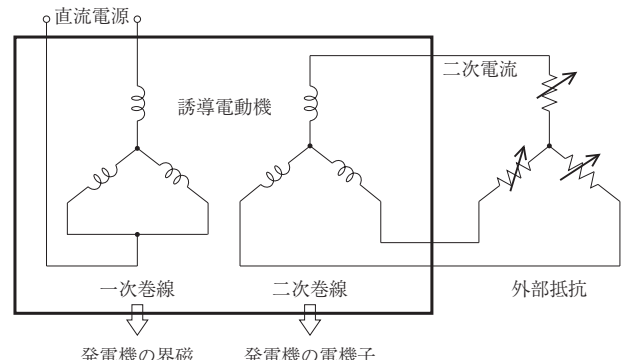 直流電源
二次電流
誘導電動機
一次巻線
二次巻線
外部抵抗
発電機の界磁
発電機の電機子